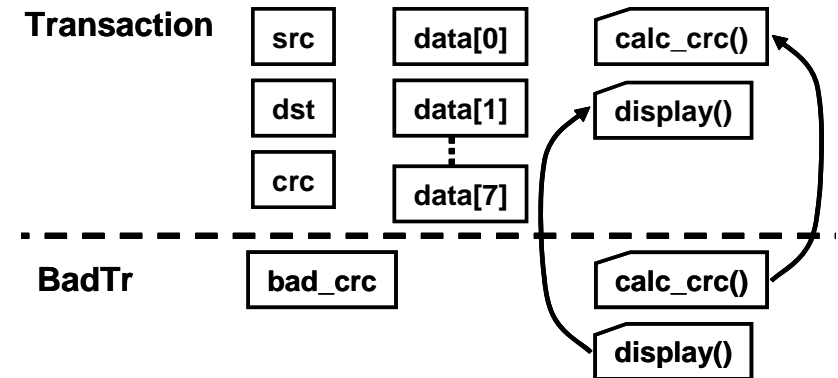 Transaction src data[0] calc_crc()
dst data[1] display()
crc data[7]
BadTr bad_crc calc_crc()
display()